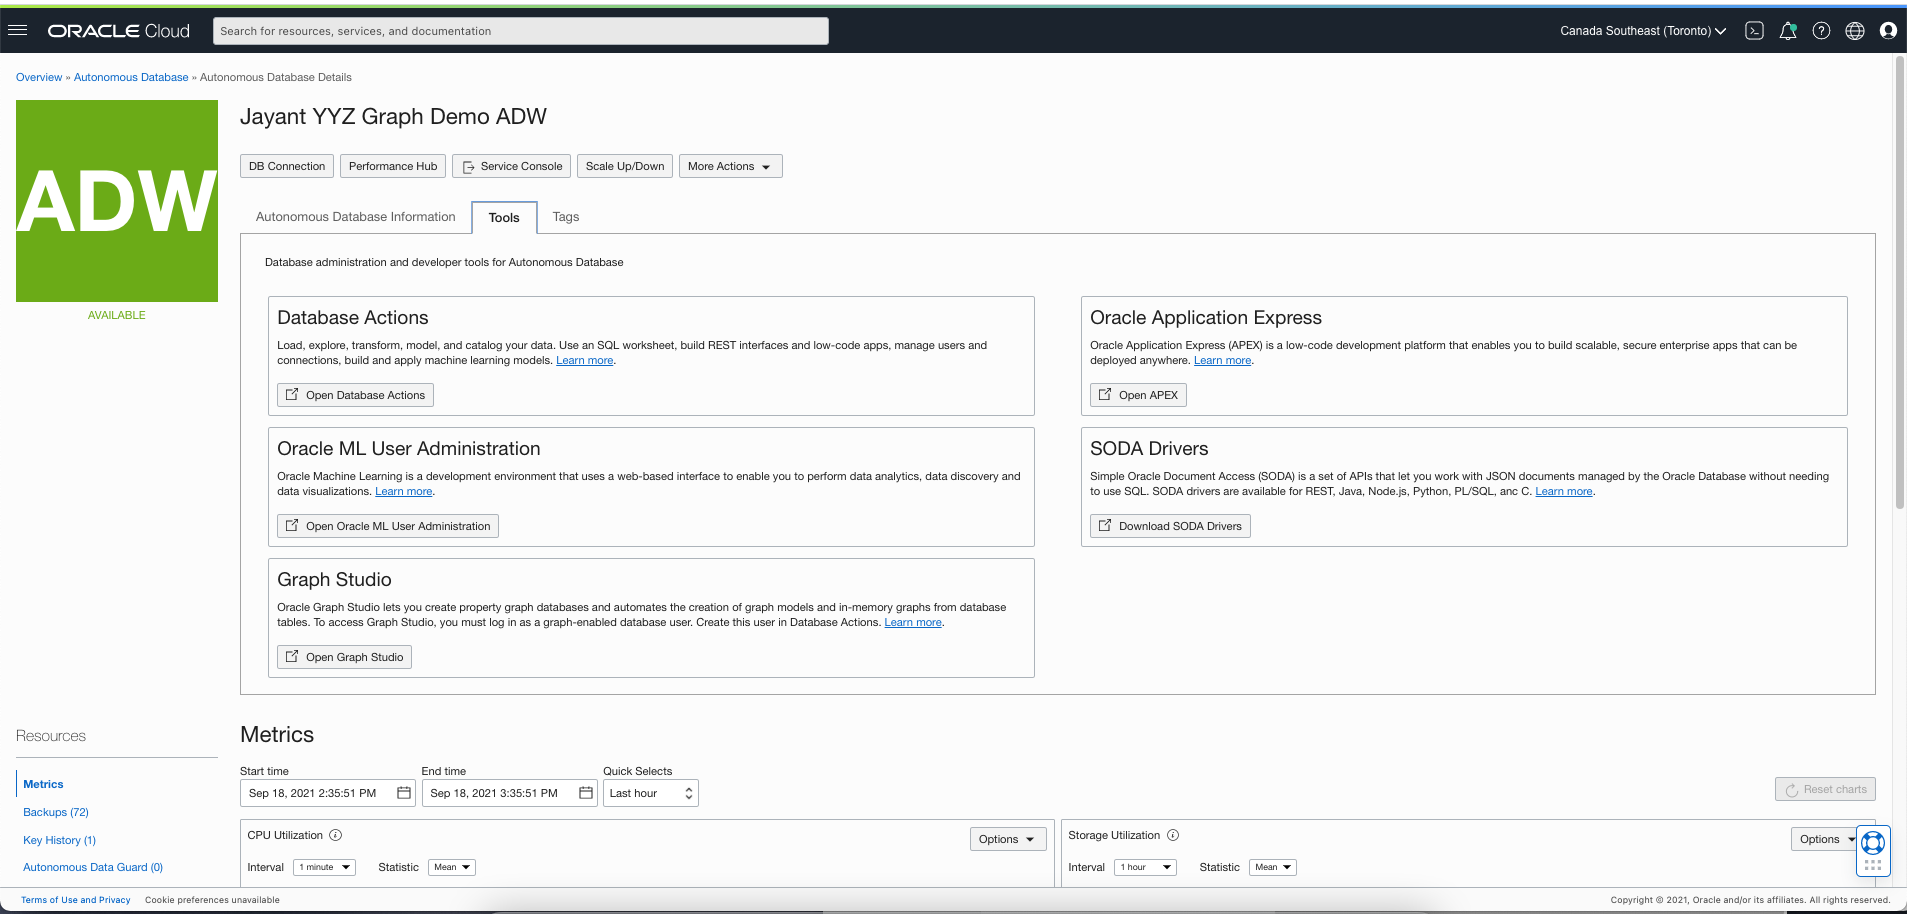 ORACLE Cloud
Search for resources, services, and documentation
Canada Southeast (Toronto)
Overview » Autonomous Database » Autonomous Database Details
ADW
AVAILABLE
Jayant YYZ Graph Demo ADW
DB Connection
Performance Hub
Service Console
Scale Up/Down
More Actions
Autonomous Database Information
Tools
Tags
Database administration and developer tools for Autonomous Database
Database Actions
Load, explore, transform, model, and catalog your data. Use an SQL worksheet, build REST interfaces and low-code apps, manage users and
connections, build and apply machine learning models. Learn more.
Open Database Actions
Oracle Application Express
Oracle Application Express (APEX) is a low-code development platform that enables you to build scalable, secure enterprise apps that can be
deployed anywhere. Learn more.
Open APEX
Oracle ML User Administration
Oracle Machine Learning is a development environment that uses a web-based interface to enable you to perform data analytics, data discovery and
data visualizations. Learn more.
Open Oracle ML User Administration
SODA Drivers
Simple Oracle Document Access (SODA) is a set of APIs that let you work with JSON documents managed by the Oracle Database without needing
to use SQL. SODA drivers are available for REST, Java, Node.js, Python, PL/SQL, anc C. Learn more.
Download SODA Drivers
Graph Studio
Oracle Graph Studio lets you create property graph databases and automates the creation of graph models and in-memory graphs from database
tables. To access Graph Studio, you must log in as a graph-enabled database user. Create this user in Database Actions. Learn more.
Open Graph Studio
Resources
Metrics
Backups (72)
Key History (1)
Autonomous Data Guard (0)
Metrics
Start time
End time
Quick Selects
Sep 18, 2021 2:35:51 PM
Sep 18, 2021 3:35:51 PM
Last hour
Reset charts
CPU Utilization
Options
Interval
1 minute
Statistic
Mean
Storage Utilization
Options
Interval
1 hour
Statistic
Mean
Terms of Use and Privacy
Cookie preferences unavailable
Copyright © 2021, Oracle and/or its affiliates. All rights reserved.